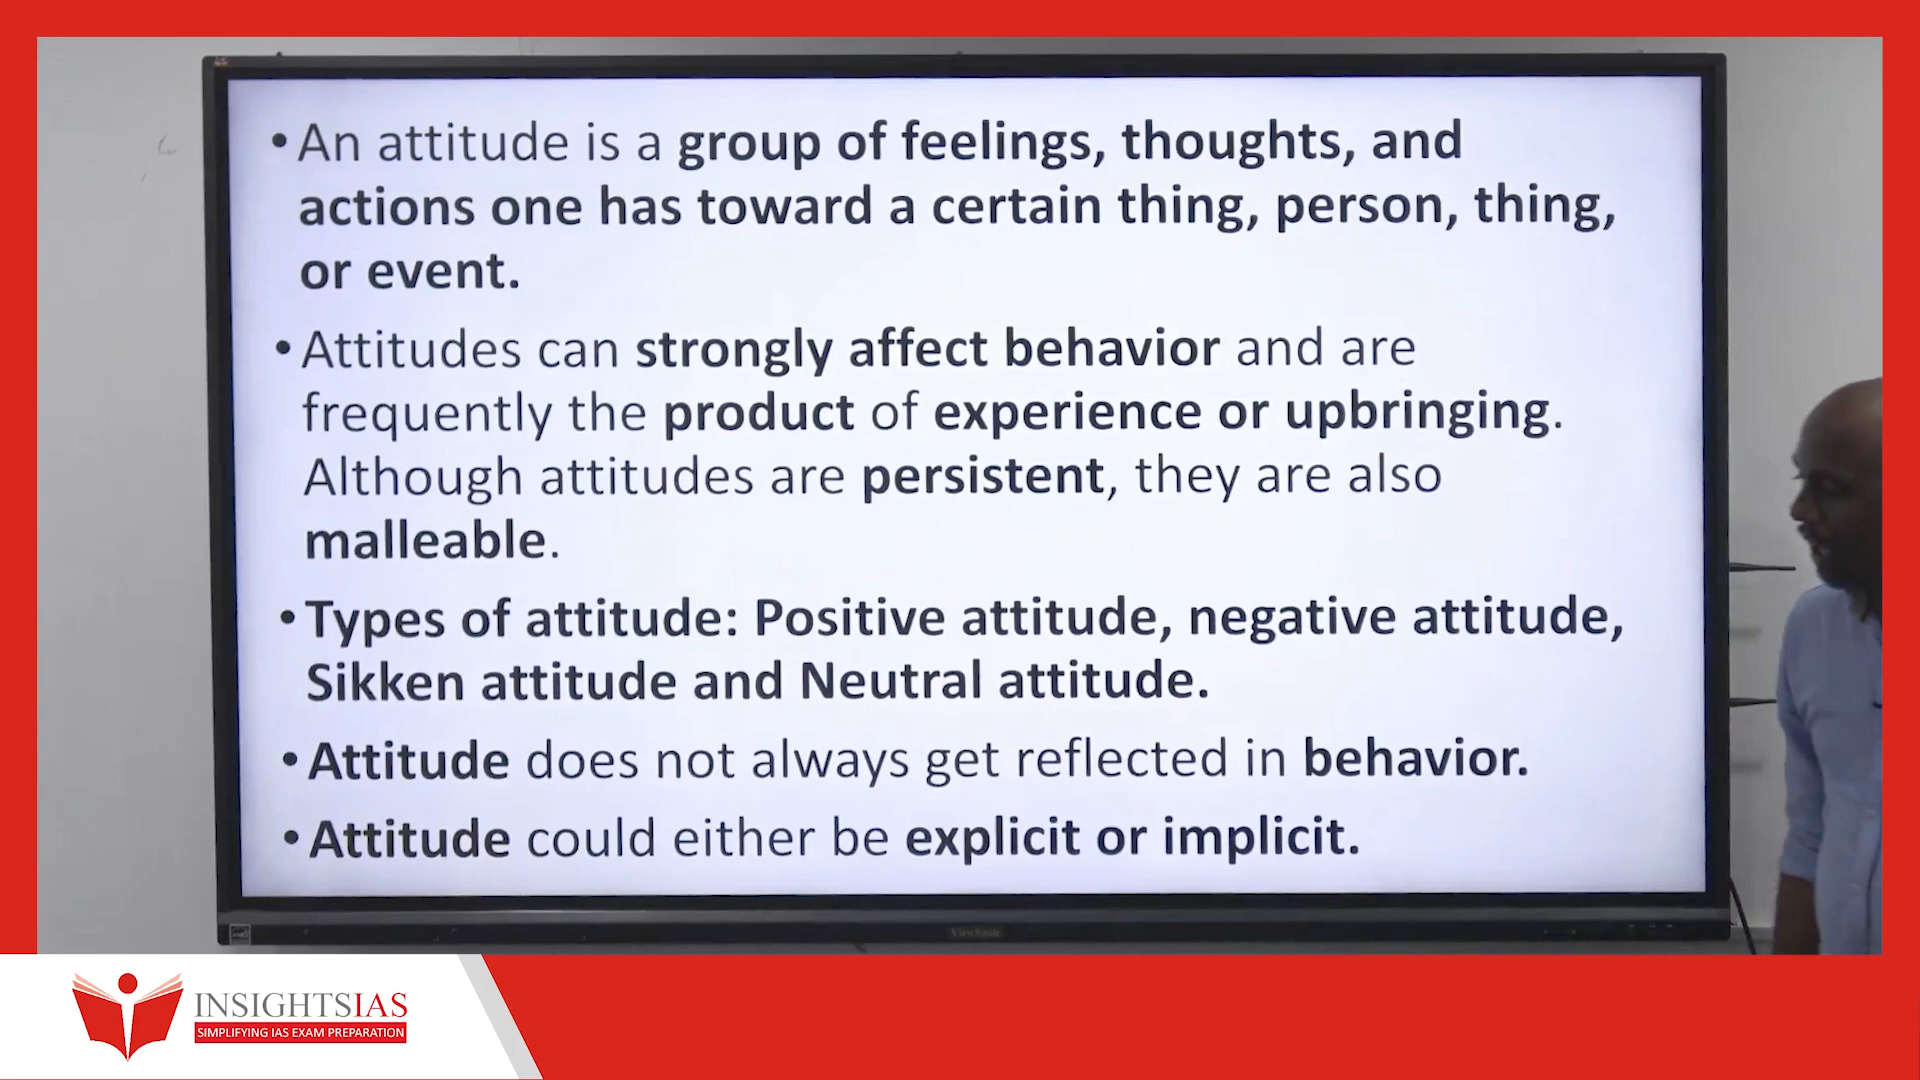 • An attitude is a group of feelings, thoughts, and
actions one has toward a certain thing, person, thing,
or event.
• Attitudes can strongly affect behavior and are
frequently the product of experience or upbringing.
Although attitudes are persistent, they are also
malleable.
• Types of attitude: Positive attitude, negative attitude,
Sikken attitude and Neutral attitude.
• Attitude does not always get reflected in behavior.
• Attitude could either be explicit or implicit.
ViewSonic
INSIGHTSIAS
SIMPLIFYING IAS EXAM PREPARATION